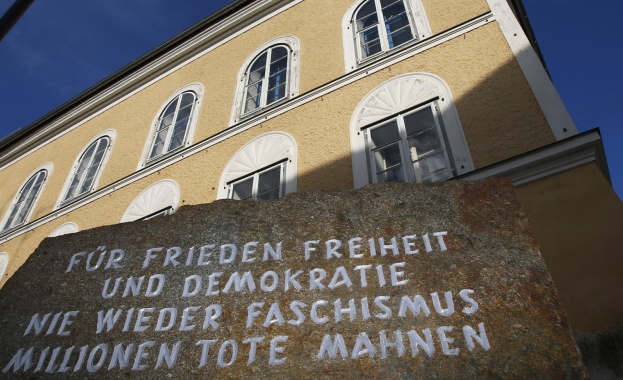 FÜR FRIEDEN FREIHEIT
UND DEMOKRATIE
NIE WIEDER FASCHISMUS
MILLIONEN TOTE MAHNEN